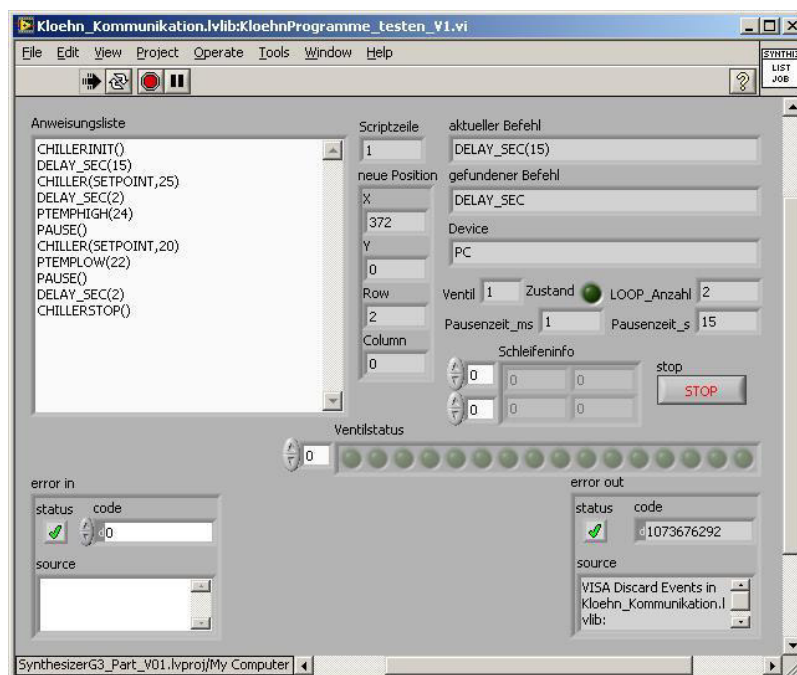 Kloehn_Kommunikation.lvlib:KloehnProgramme_testen_V1.vi
File Edit View Project Operate Tools Window Help
SYNTHI
LIST
JOB
Anweisungsliste
CHILLERINIT()
DELAY_SEC(15)
CHILLER(SETPOINT,25)
DELAY_SEC(2)
PTEMPHIGH(24)
PAUSE()
CHILLER(SETPOINT,20)
PTEMPLOW(22)
PAUSE()
DELAY_SEC(2)
CHILLERSTOP()
Scriptzeile
1
neue Position
X
372
Y
0
Row
2
Column
0
aktueller Befehl
DELAY_SEC(15)
gefundener Befehl
DELAY_SEC
Device
PC
Ventil 1 Zustand LOOP_Anzahl 2
Pausenzeit_ms 1 Pausenzeit_s 15
Schleifeninfo
0 0 0
0 0 0
stop
STOP
Ventilstatus
0
error in
status code
d 0
source
error out
status code
d 1073676292
source
VISA Discard Events in
Kloehn_Kommunikation.l
vlib:
SynthesizerG3_Part_V01.lvproj/My Computer